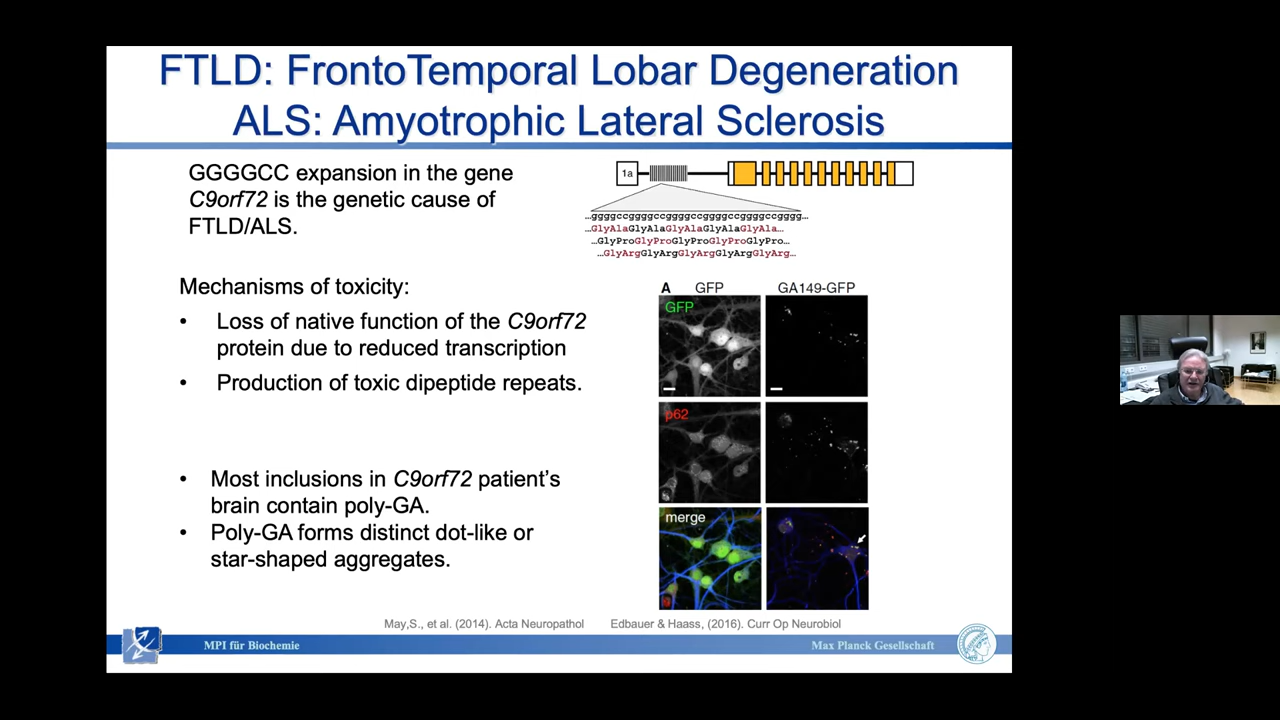 FTLD: FrontoTemporal Lobar Degeneration
ALS: Amyotrophic Lateral Sclerosis
GGGGCC expansion in the gene
C9orf72 is the genetic cause of
FTLD/ALS.
1a
…ggggccggggccggggccggggccggggccgggg…
…GlyAlaGlyAlaGlyAlaGlyAlaGlyAla…
…GlyProGlyProGlyProGlyProGlyPro…
…GlyArgGlyArgGlyArgGlyArgGlyArg…
Mechanisms of toxicity:
• Loss of native function of the C9orf72
protein due to reduced transcription
• Production of toxic dipeptide repeats.
• Most inclusions in C9orf72 patient's
brain contain poly-GA.
• Poly-GA forms distinct dot-like or
star-shaped aggregates.
A GFP GA149-GFP
GFP
p62
merge
May,S., et al. (2014). Acta Neuropathol Edbauer & Haass, (2016). Curr Op Neurobiol
MPI für Biochemie Max Planck Gesellschaft